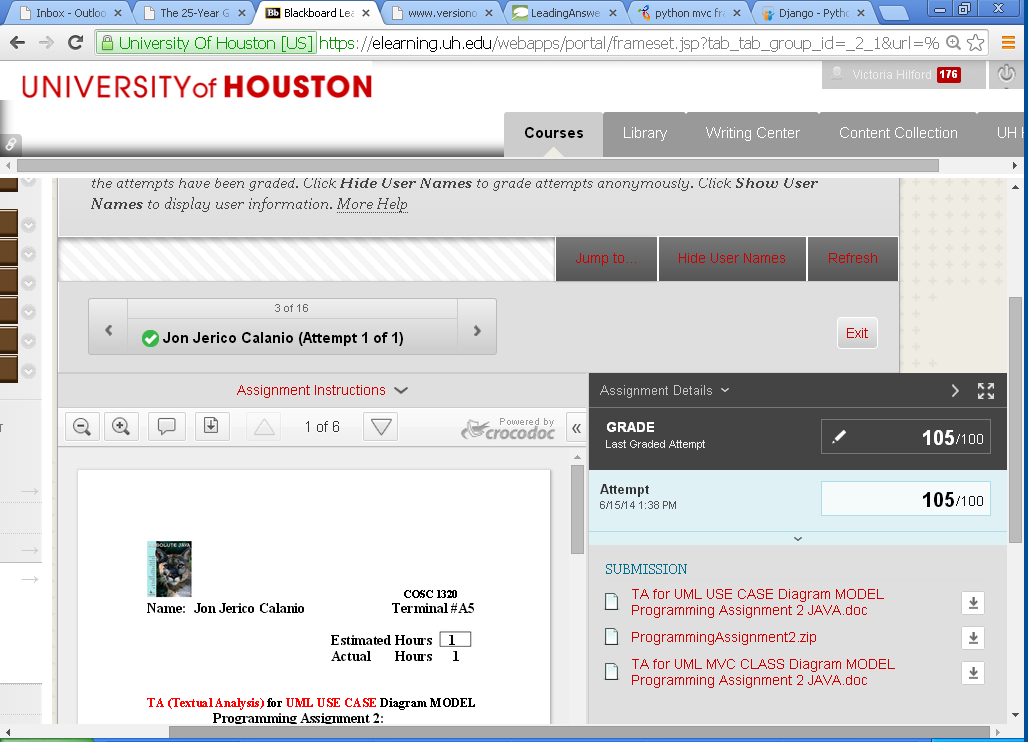 Inbox - Outloo
The 25-Year G
Blackboard Lea
www.versiono
LeadingAnswe
python mvc fra
Django - Pytho
University Of Houston [US] https://elearning.uh.edu/webapps/portal/frameset.jsp?tab_tab_group_id=_2_1&url=%
UNIVERSITY of HOUSTON
Victoria Hilford 176
Courses
Library
Writing Center
Content Collection
UH
the attempts have been graded. Click Hide User Names to grade attempts anonymously. Click Show User
Names to display user information. More Help
Jump to...
Hide User Names
Refresh
3 of 16
Jon Jerico Calanio (Attempt 1 of 1)
Exit
Assignment Instructions
1 of 6
Powered by
crocodoc
«
SOLUTE JAVA
COSC 1320
Name: Jon Jerico Calanio
Terminal #A5
Estimated Hours 1
Actual Hours 1
TA (Textual Analysis) for UML USE CASE Diagram MODEL
Programming Assignment 2:
Assignment Details
GRADE
Last Graded Attempt
105/100
Attempt
6/15/14 1:38 PM
105/100
SUBMISSION
TA for UML USE CASE Diagram MODEL
Programming Assignment 2 JAVA.doc
ProgrammingAssignment2.zip
TA for UML MVC CLASS Diagram MODEL
Programming Assignment 2 JAVA.doc